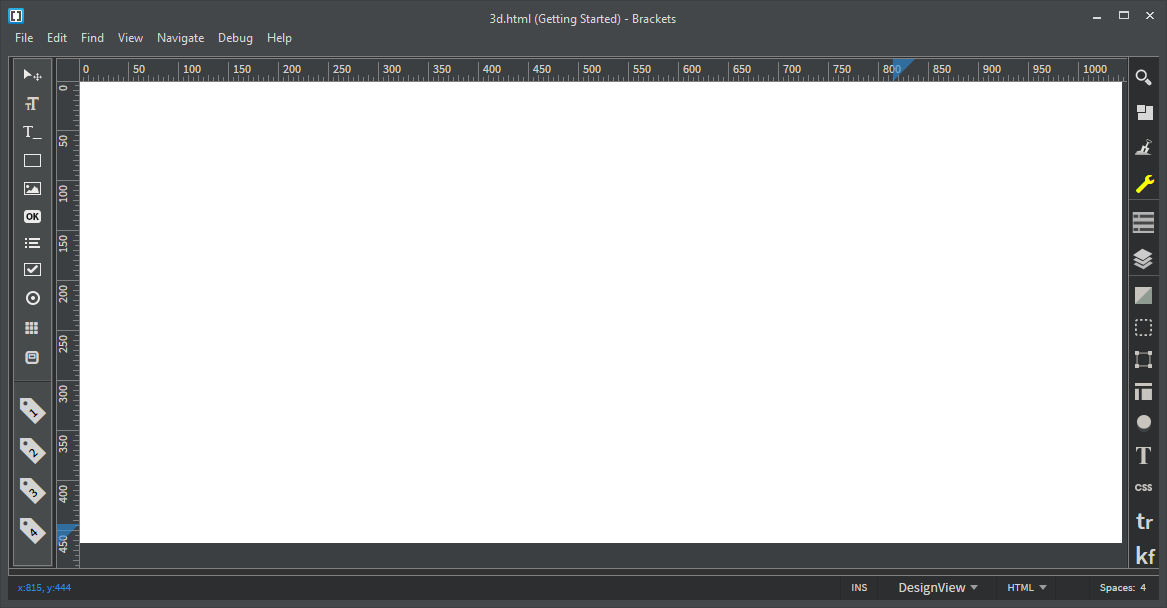 3d.html (Getting Started) - Brackets
File Edit Find View Navigate Debug Help
0 50 100 150 200 250 300 350 400 450 500 550 600 650 700 750 800 850 900 950 1000
0
50
100
150
200
250
300
350
400
450
T
T_
OK
1
2
3
4
T
css
tr
kf
x:815, y:444 INS DesignView HTML Spaces: 4